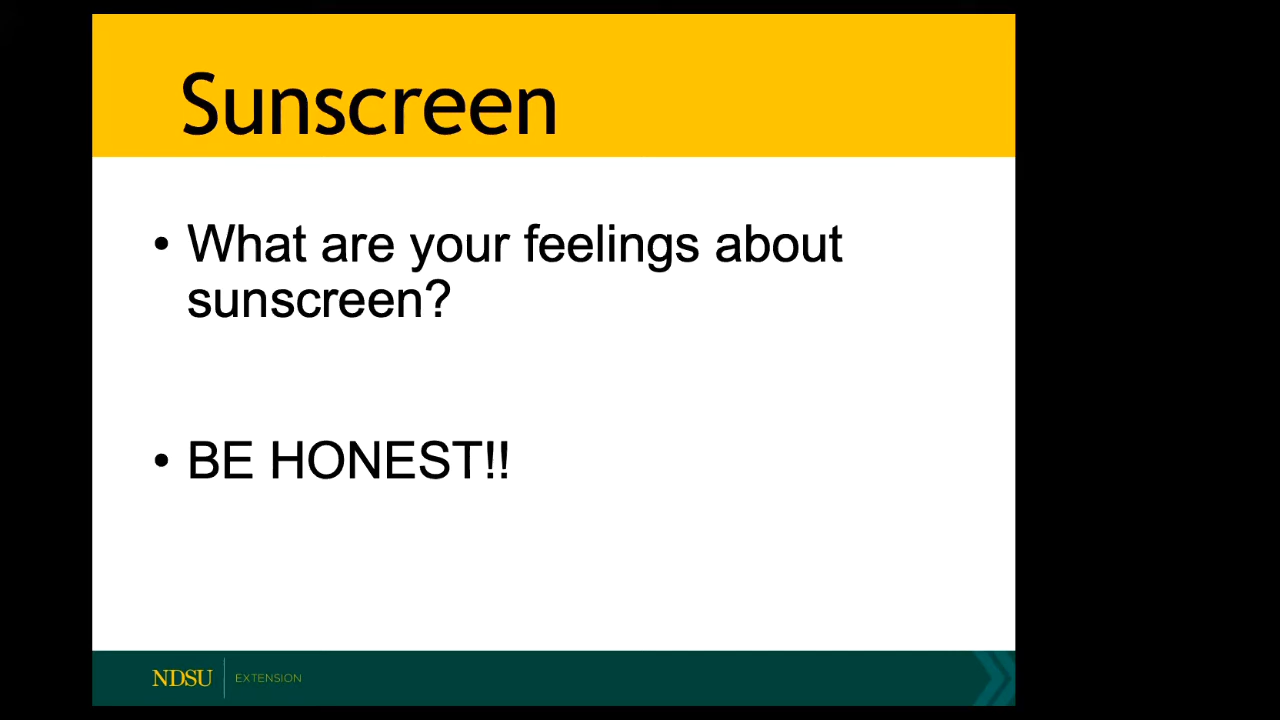 Sunscreen
• What are your feelings about
sunscreen?
• BE HONEST!!
NDSU EXTENSION